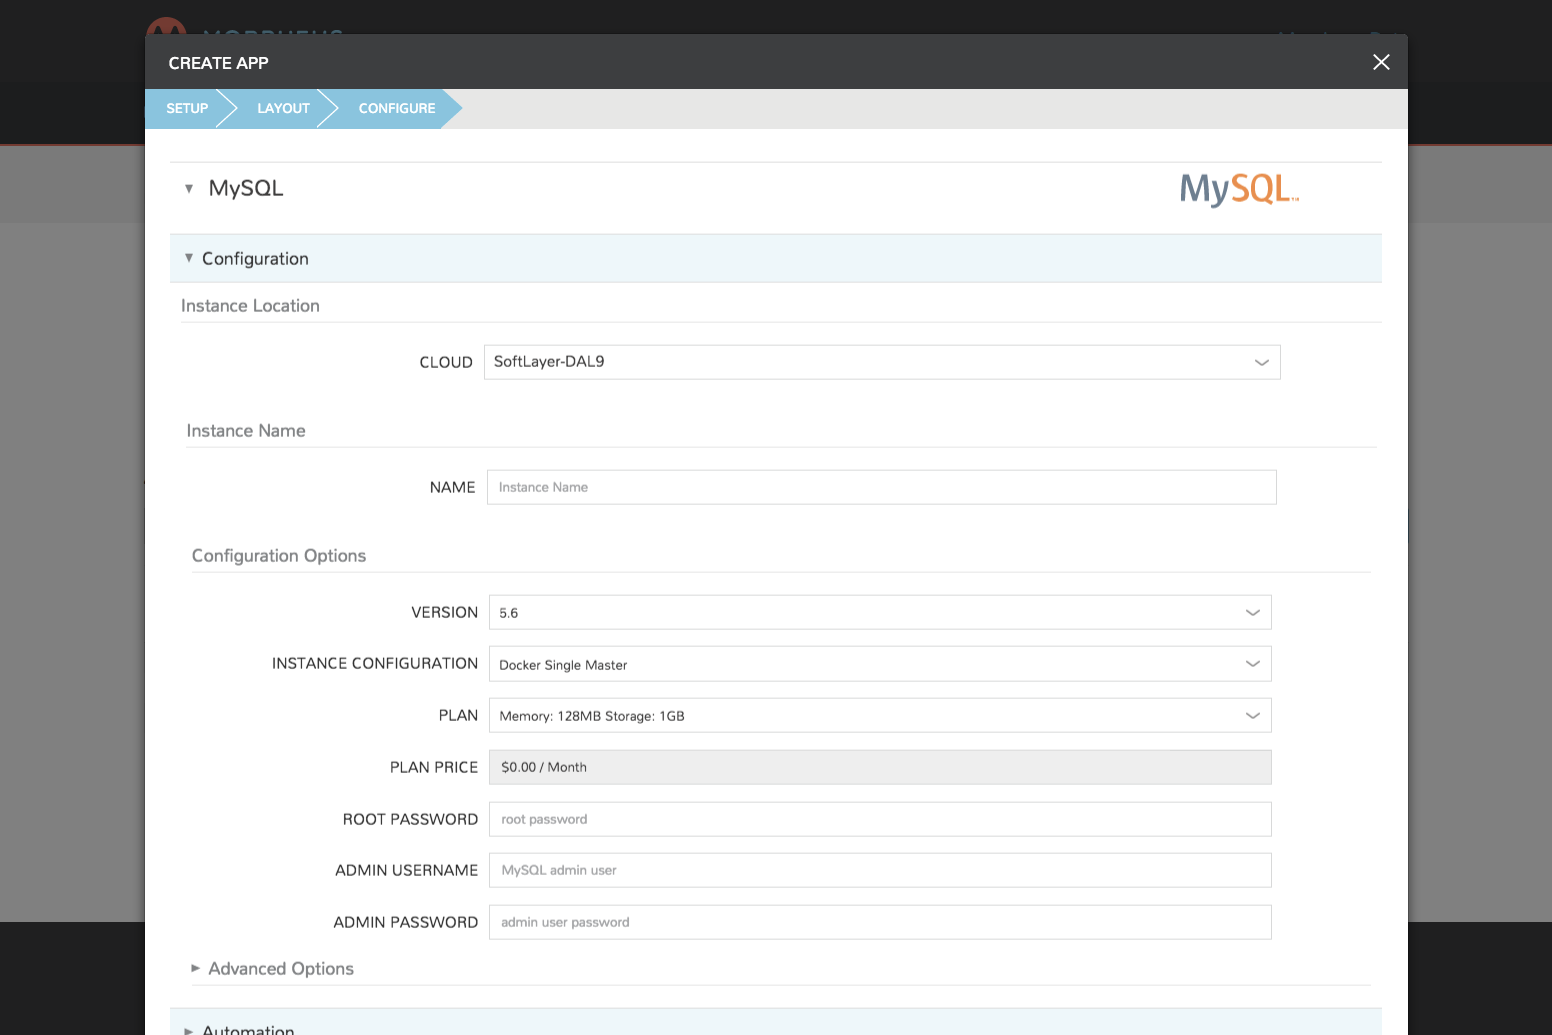 MORPHEUS
CREATE APP
SETUP
LAYOUT
CONFIGURE
MySQL
MySQL
Configuration
Instance Location
CLOUD SoftLayer-DAL9
Instance Name
NAME Instance Name
Configuration Options
VERSION 5.6
INSTANCE CONFIGURATION Docker Single Master
PLAN Memory: 128MB Storage: 1GB
PLAN PRICE $0.00 / Month
ROOT PASSWORD root password
ADMIN USERNAME MySQL admin user
ADMIN PASSWORD admin user password
Advanced Options
Automation